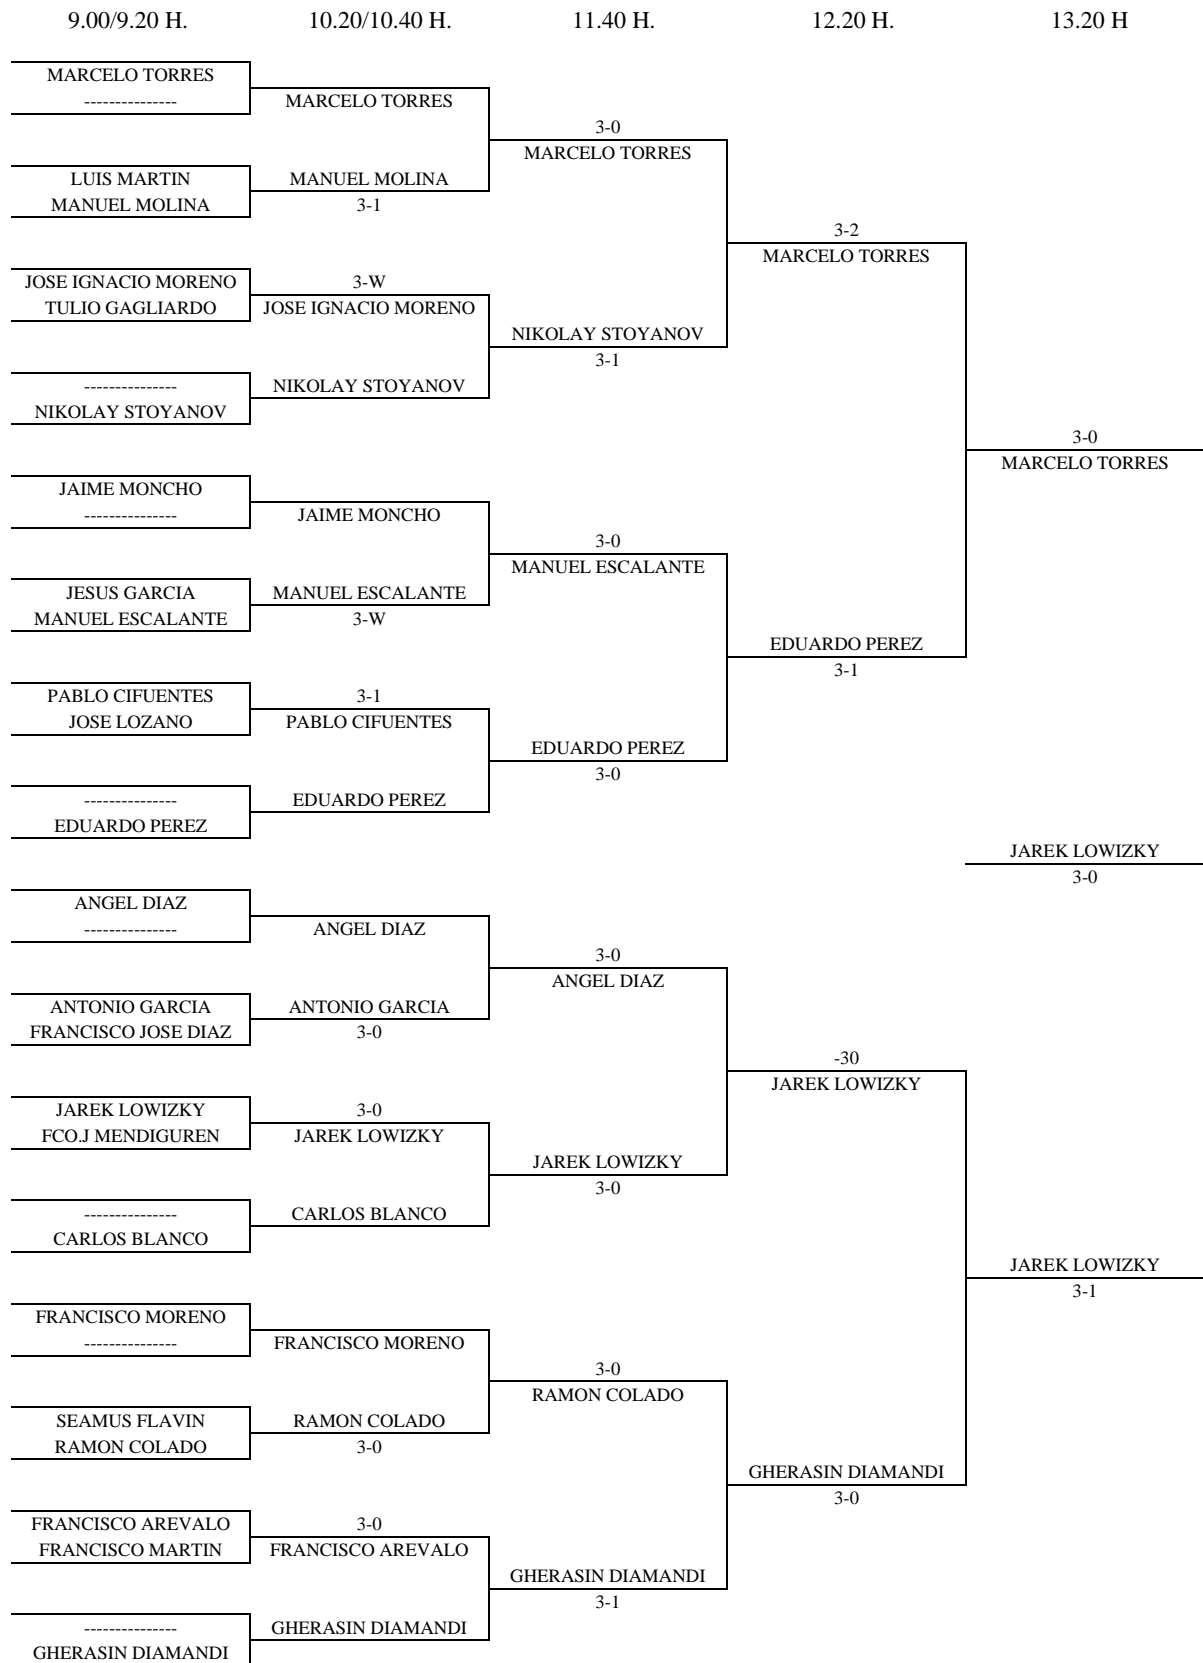 9.00/9.20 H. 10.20/10.40 H. 11.40 H. 12.20 H. 13.20 H
MARCELO TORRES
---------------
MARCELO TORRES
3-0
MARCELO TORRES
LUIS MARTIN
MANUEL MOLINA
MANUEL MOLINA
3-1
3-2
MARCELO TORRES
JOSE IGNACIO MORENO
TULIO GAGLIARDO
3-W
JOSE IGNACIO MORENO
NIKOLAY STOYANOV
3-1
---------------
NIKOLAY STOYANOV
NIKOLAY STOYANOV
3-0
MARCELO TORRES
JAIME MONCHO
---------------
JAIME MONCHO
3-0
MANUEL ESCALANTE
JESUS GARCIA
MANUEL ESCALANTE
MANUEL ESCALANTE
3-W
EDUARDO PEREZ
3-1
PABLO CIFUENTES
JOSE LOZANO
3-1
PABLO CIFUENTES
EDUARDO PEREZ
3-0
---------------
EDUARDO PEREZ
EDUARDO PEREZ
JAREK LOWIZKY
3-0
ANGEL DIAZ
---------------
ANGEL DIAZ
3-0
ANGEL DIAZ
ANTONIO GARCIA
FRANCISCO JOSE DIAZ
ANTONIO GARCIA
3-0
-30
JAREK LOWIZKY
JAREK LOWIZKY
FCO.J MENDIGUREN
3-0
JAREK LOWIZKY
JAREK LOWIZKY
3-0
---------------
CARLOS BLANCO
CARLOS BLANCO
JAREK LOWIZKY
3-1
FRANCISCO MORENO
---------------
FRANCISCO MORENO
3-0
RAMON COLADO
SEAMUS FLAVIN
RAMON COLADO
RAMON COLADO
3-0
GHERASIN DIAMANDI
3-0
FRANCISCO AREVALO
FRANCISCO MARTIN
3-0
FRANCISCO AREVALO
GHERASIN DIAMANDI
3-1
---------------
GHERASIN DIAMANDI
GHERASIN DIAMANDI